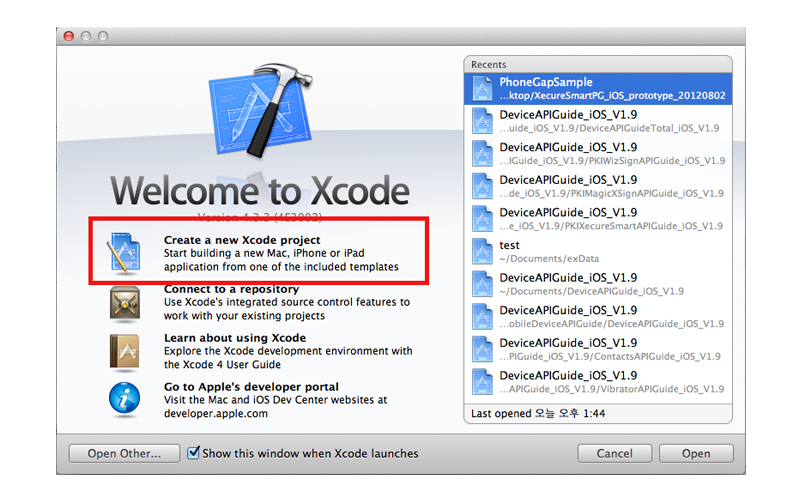 Welcome to Xcode
Version 4.3.3 (4E3002)
Create a new Xcode project
Start building a new Mac, iPhone or iPad
application from one of the included templates
Connect to a repository
Use Xcode's integrated source control features to
work with your existing projects
Learn about using Xcode
Explore the Xcode development environment with
the Xcode 4 User Guide
Go to Apple's developer portal
Visit the Mac and iOS Dev Center websites at
developer.apple.com
Recents
PhoneGapSample
...ktop/XecureSmartPG_iOS_prototype_20120802
DeviceAPIGuide_iOS_V1.9
...uide_iOS_V1.9/DeviceAPIGuideTotal_iOS_V1.9
DeviceAPIGuide_iOS_V1.9
...IGuide_iOS_V1.9/PKIWizSignAPIGuide_iOS_V1.9
DeviceAPIGuide_iOS_V1.9
...de_iOS_V1.9/PKIMagicXSignAPIGuide_iOS_V1.9
DeviceAPIGuide_iOS_V1.9
...e_iOS_V1.9/PKIXecureSmartAPIGuide_iOS_V1.9
test
~/Documents/exData
DeviceAPIGuide_iOS_V1.9
~/Documents/DeviceAPIGuide_iOS_V1.9
DeviceAPIGuide_iOS_V1.9
...obileDeviceAPIGuide/DeviceAPIGuide_iOS_V1.9
DeviceAPIGuide_iOS_V1.9
...PIGuide_iOS_V1.9/ContactsAPIGuide_iOS_V1.9
DeviceAPIGuide_iOS_V1.9
...APIGuide_iOS_V1.9/VibratorAPIGuide_iOS_V1.9
Last opened 오늘 오후 1:44
Open Other...
Show this window when Xcode launches
Cancel
Open